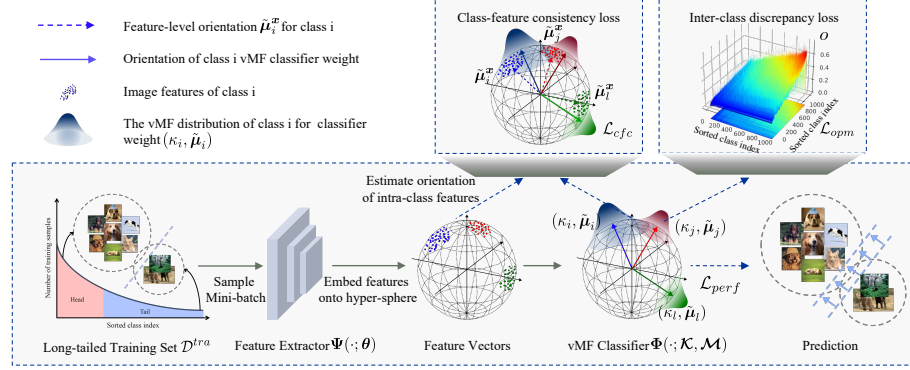 Feature-level orientation μ̃ᵢˣ for class i
Orientation of class i vMF classifier weight
Image features of class i
The vMF distribution of class i for classifier
weight (κᵢ, μ̃ᵢ)
Class-feature consistency loss
μ̃ⱼˣ
μ̃ᵢˣ
μ̃ₗˣ
ℒ_cfc
Inter-class discrepancy loss
O
0.6
0.4
0.2
0.0
200 400 600 800 1000
Sorted class index
0 200 400 600 800 1000
Sorted class index
ℒ_opm
Estimate orientation
of intra-class features
Number of training samples
Head
Tail
Sorted class index
Sample
Mini-batch
Embed features
onto hyper-sphere
(κᵢ, μ̃ᵢ)
(κⱼ, μ̃ⱼ)
(κₗ, μ̃ₗ)
ℒ_perf
Long-tailed Training Set 𝒟^tra
Feature Extractor Ψ(·; θ)
Feature Vectors
vMF Classifier Φ(·; 𝒦, ℳ)
Prediction